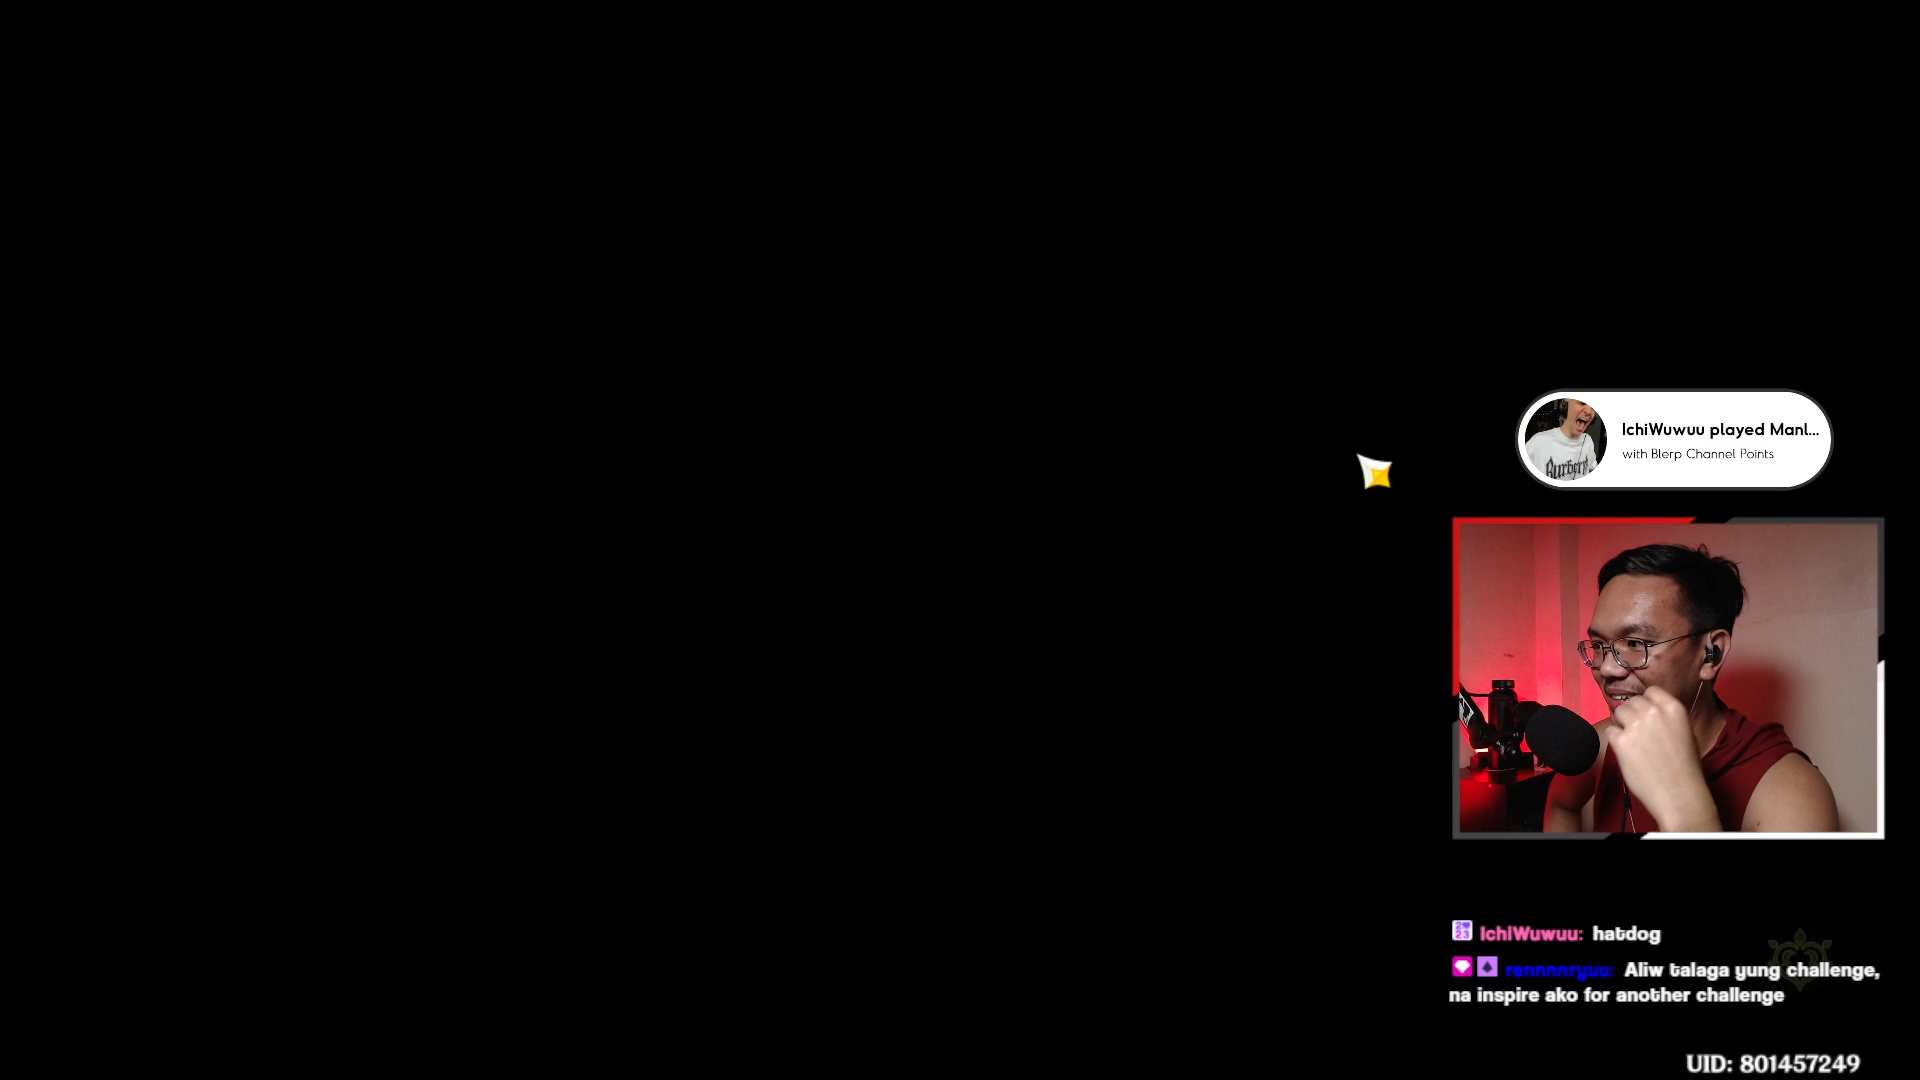 IchiWuwuu played Manl...
with Blerp Channel Points
IchiWuwuu: hatdog
rennnnryuu: Aliw talaga yung challenge,
na inspire ako for another challenge
UID: 801457249